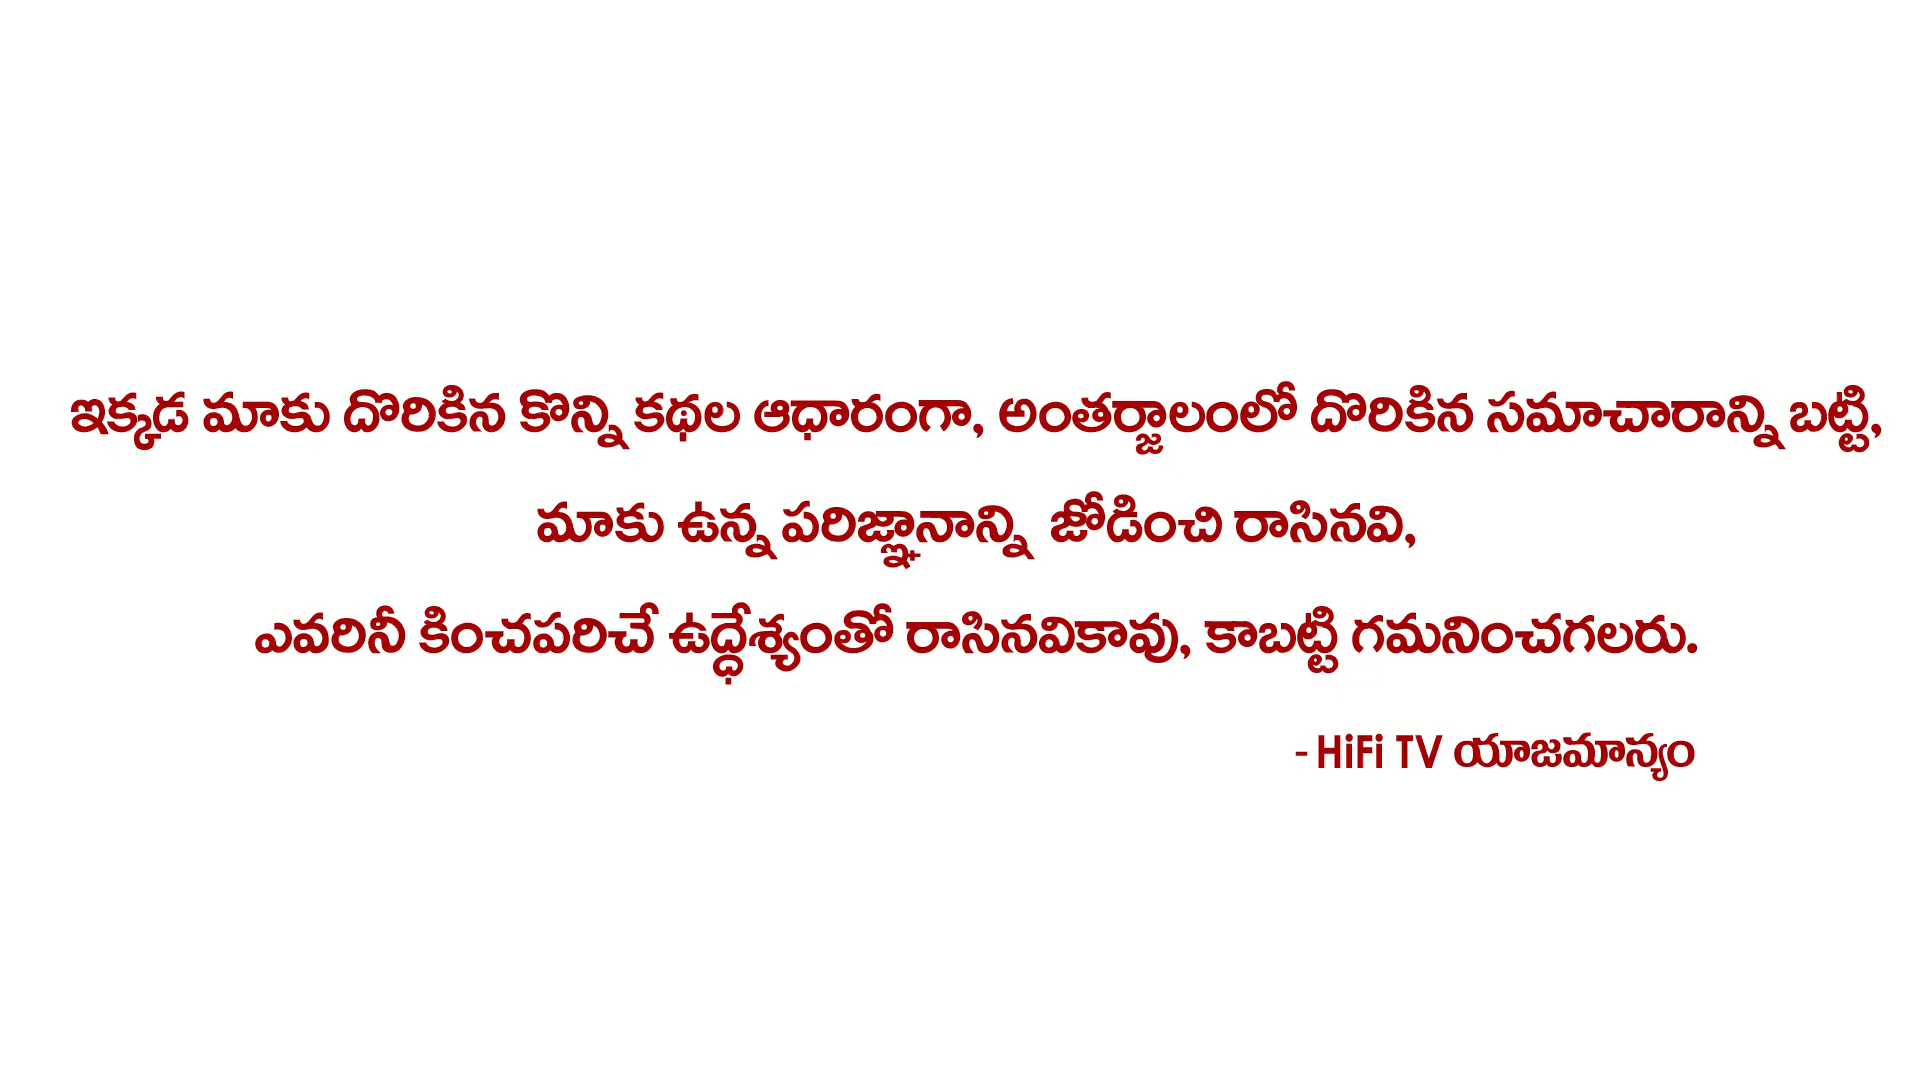 ఇక్కడ మాకు దొరికిన కొన్ని కథల ఆధారంగా, అంతర్జాలంలో దొరికిన సమాచారాన్ని బట్టి,
మాకు ఉన్న పరిజ్ఞానాన్ని జోడించి రాసినవి,
ఎవరినీ కించపరిచే ఉద్ధేశ్యంతో రాసినవికావు, కాబట్టి గమనించగలరు.
- HiFi TV యాజమాన్యం